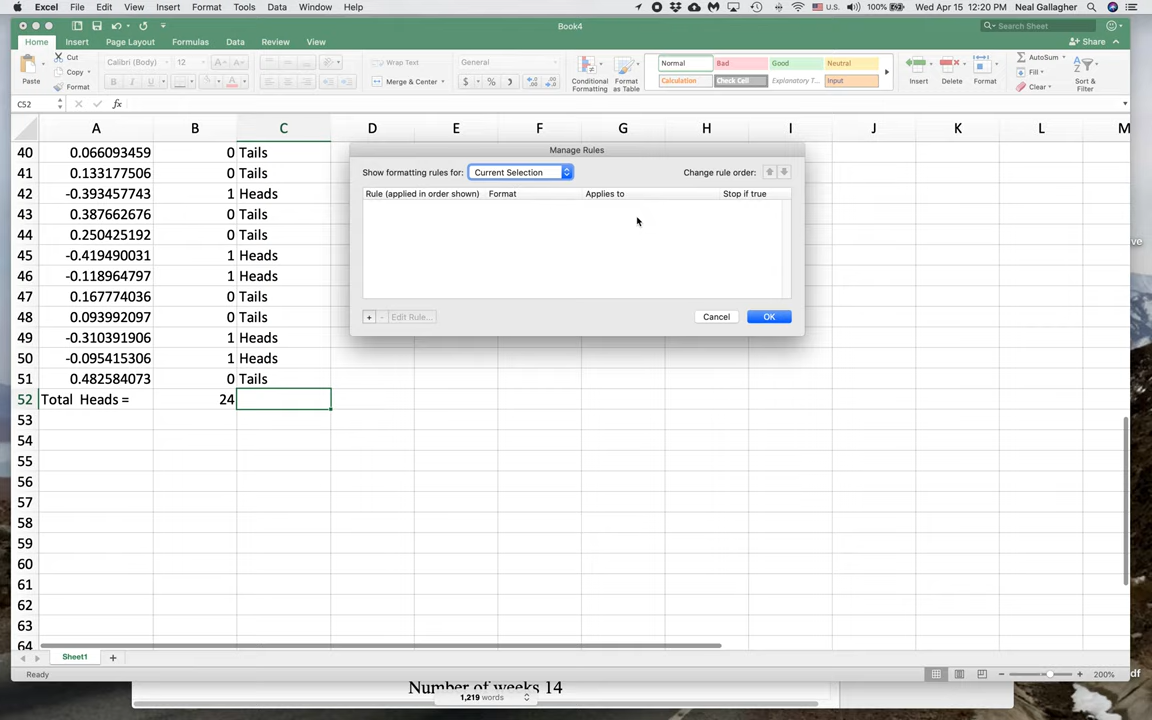 Excel File Edit View Insert Format Tools Data Window Help U.S. 100% Wed Apr 15 12:20 PM Neal Gallagher
Book4 Search Sheet
Home Insert Page Layout Formulas Data Review View Share
Paste Cut Copy Format Calibri (Body) 12 A A Wrap Text General Conditional Formatting Format as Table Normal Bad Good Neutral Insert Delete Format AutoSum Fill Clear Sort & Filter
B I U A Merge & Center $ % Calculation Check Cell Explanatory T... Input
C52 fx
A B C D E F G H I J K L M
40 0.066093459 0 Tails
41 0.133177506 0 Tails
42 -0.393457743 1 Heads
43 0.387662676 0 Tails
44 0.250425192 0 Tails
45 -0.419490031 1 Heads
46 -0.118964797 1 Heads
47 0.167774036 0 Tails
48 0.093992097 0 Tails
49 -0.310391906 1 Heads
50 -0.095415306 1 Heads
51 0.482584073 0 Tails
52 Total Heads = 24
53
54
55
56
57
58
59
60
61
62
63
64
Manage Rules
Show formatting rules for: Current Selection Change rule order:
Rule (applied in order shown) Format Applies to Stop if true
+ - Edit Rule... Cancel OK
Sheet1 +
Ready 200%
Number of weeks 14
1,219 words
ve
df